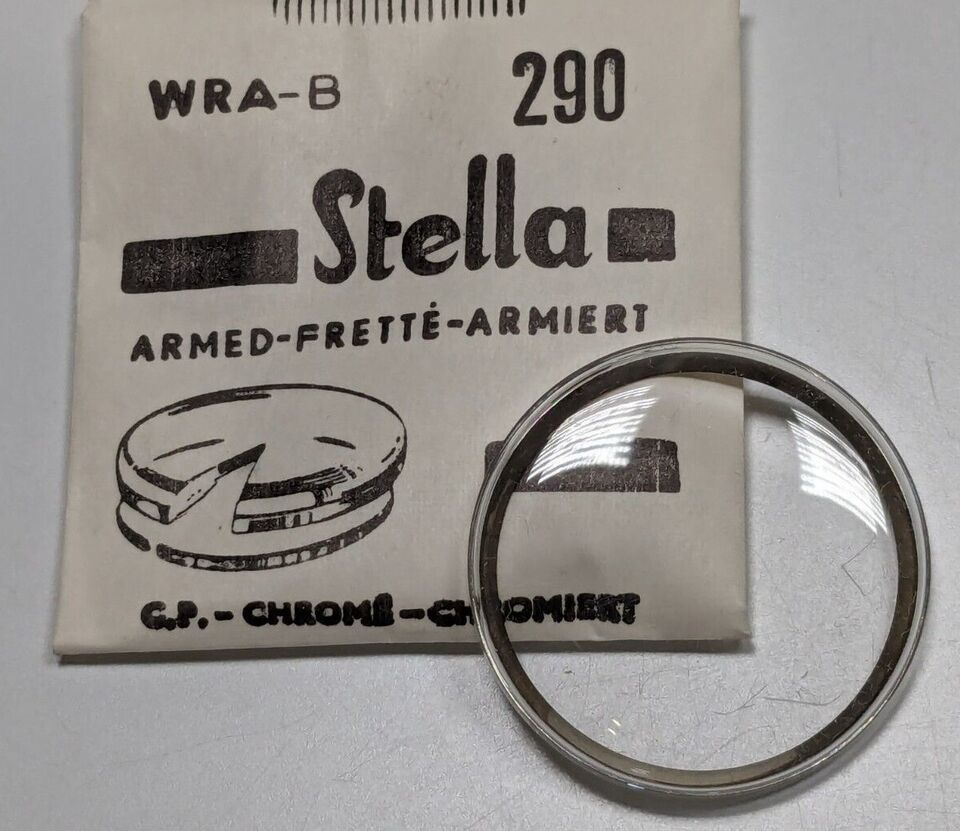 WRA-B 290
Stella
ARMED-FRETTÉ-ARMIERT
C.P.-CHROMÉ-CHROMIERT